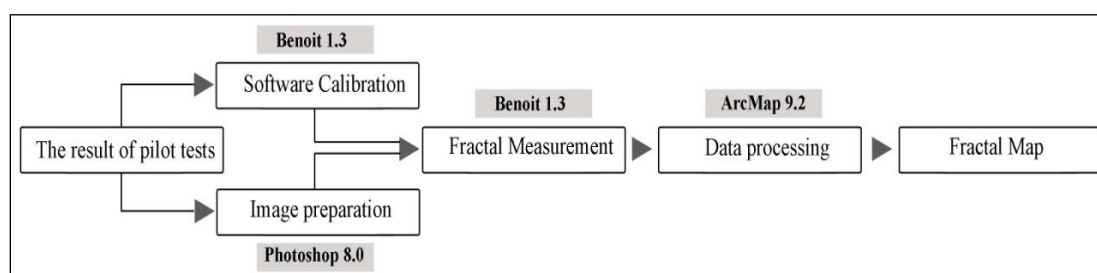 Benoit 1.3
Software Calibration
Benoit 1.3
ArcMap 9.2
The result of pilot tests
Fractal Measurement
Data processing
Fractal Map
Image preparation
Photoshop 8.0